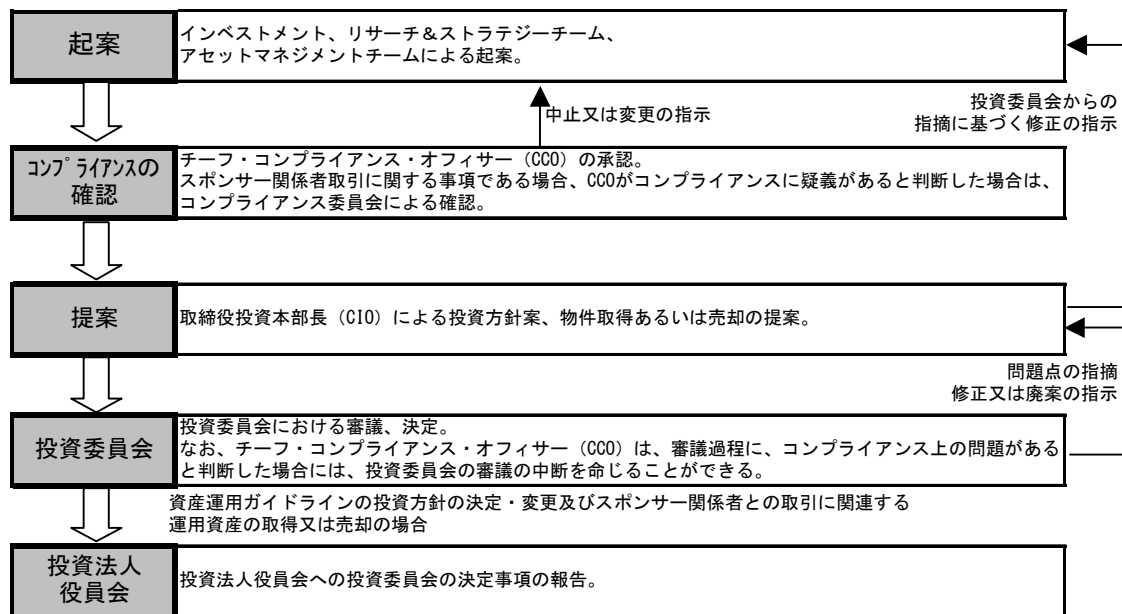 起案
インベストメント、リサーチ＆ストラテジーチーム、
アセットマネジメントチームによる起案。
中止又は変更の指示
投資委員会からの
指摘に基づく修正の指示
ｺﾝﾌﾟﾗｲｱﾝｽの
確認
チーフ・コンプライアンス・オフィサー（CCO）の承認。
スポンサー関係者取引に関する事項である場合、CCOがコンプライアンスに疑義があると判断した場合は、
コンプライアンス委員会による確認。
提案
取締役投資本部長（CIO）による投資方針案、物件取得あるいは売却の提案。
問題点の指摘
修正又は廃案の指示
投資委員会
投資委員会における審議、決定。
なお、チーフ・コンプライアンス・オフィサー（CCO）は、審議過程に、コンプライアンス上の問題がある
と判断した場合には、投資委員会の審議の中断を命じることができる。
資産運用ガイドラインの投資方針の決定・変更及びスポンサー関係者との取引に関連する
運用資産の取得又は売却の場合
投資法人
役員会
投資法人役員会への投資委員会の決定事項の報告。